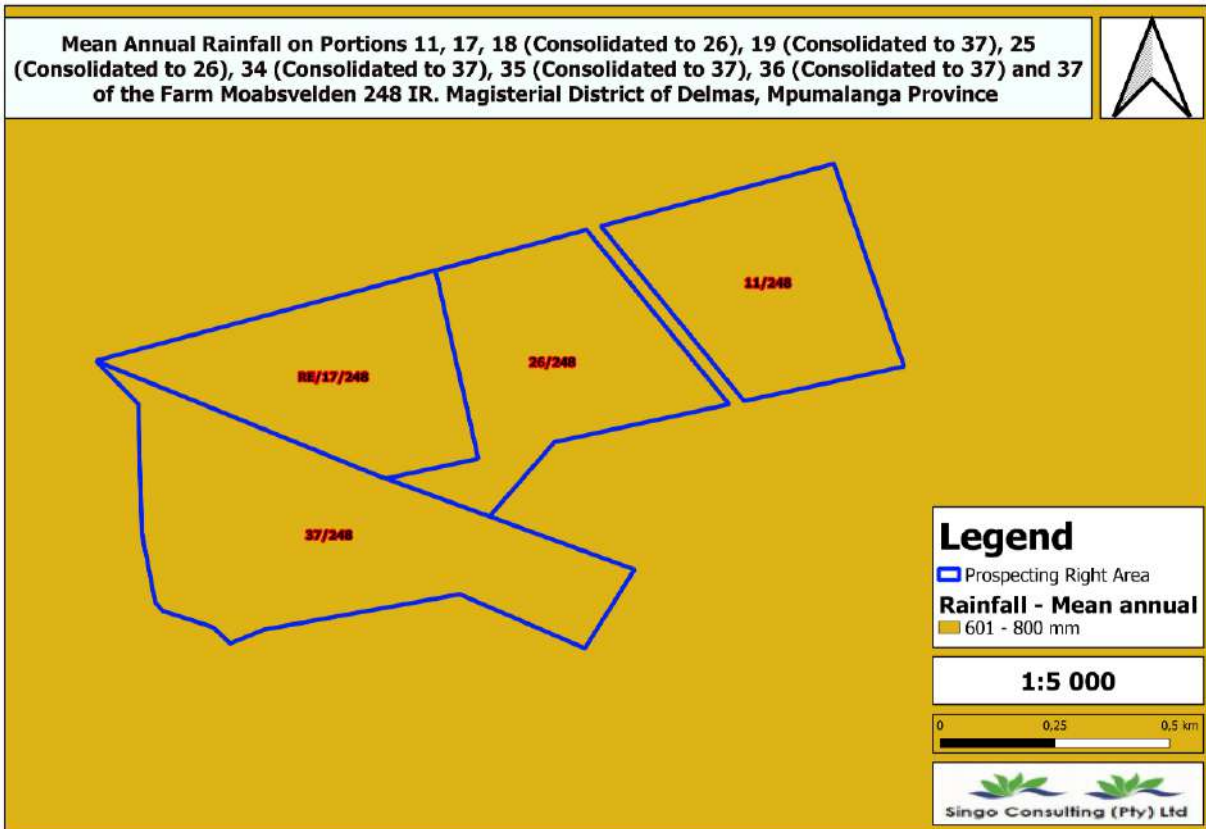 Mean Annual Rainfall on Portions 11, 17, 18 (Consolidated to 26), 19 (Consolidated to 37), 25
(Consolidated to 26), 34 (Consolidated to 37), 35 (Consolidated to 37), 36 (Consolidated to 37) and 37
of the Farm Moabsvelden 248 IR. Magisterial District of Delmas, Mpumalanga Province
11/248
26/248
RE/17/248
37/248
Legend
Prospecting Right Area
Rainfall - Mean annual
601 - 800 mm
1:5 000
0 0,25 0,5 km
Singo Consulting (Pty) Ltd